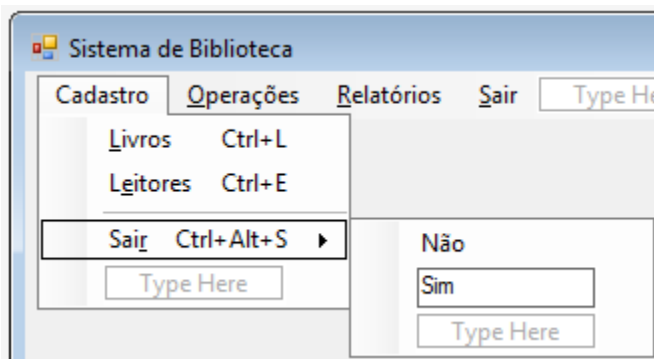 Sistema de Biblioteca
Cadastro Operações Relatórios Sair Type He
Livros Ctrl+L
Leitores Ctrl+E
Sair Ctrl+Alt+S
Não
Type Here
Sim
Type Here